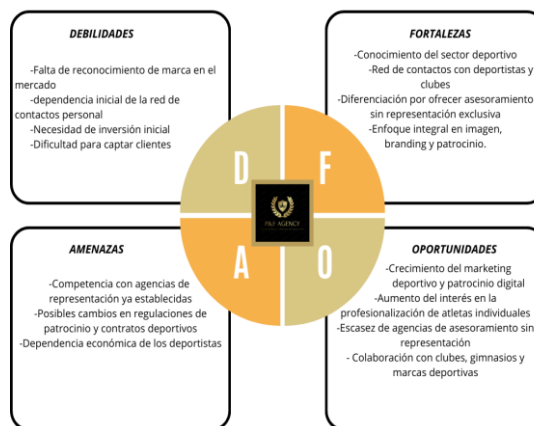 DEBILIDADES
-Falta de reconocimiento de marca en el
mercado
-dependencia inicial de la red de
contactos personal
-Necesidad de inversión inicial
-Dificultad para captar clientes
FORTALEZAS
-Conocimiento del sector deportivo
-Red de contactos con deportistas y
clubes
-Diferenciación por ofrecer asesoramiento
sin representación exclusiva
-Enfoque integral en imagen,
branding y patrocinio.
D
F
A
O
AGENCY
AMENAZAS
-Competencia con agencias de
representación ya establecidas
-Posibles cambios en regulaciones de
patrocinio y contratos deportivos
-Dependencia económica de los deportistas
OPORTUNIDADES
-Crecimiento del marketing
deportivo y patrocinio digital
-Aumento del interés en la
profesionalización de atletas individuales
-Escasez de agencias de asesoramiento sin
representación
- Colaboración con clubes, gimnasios y
marcas deportivas